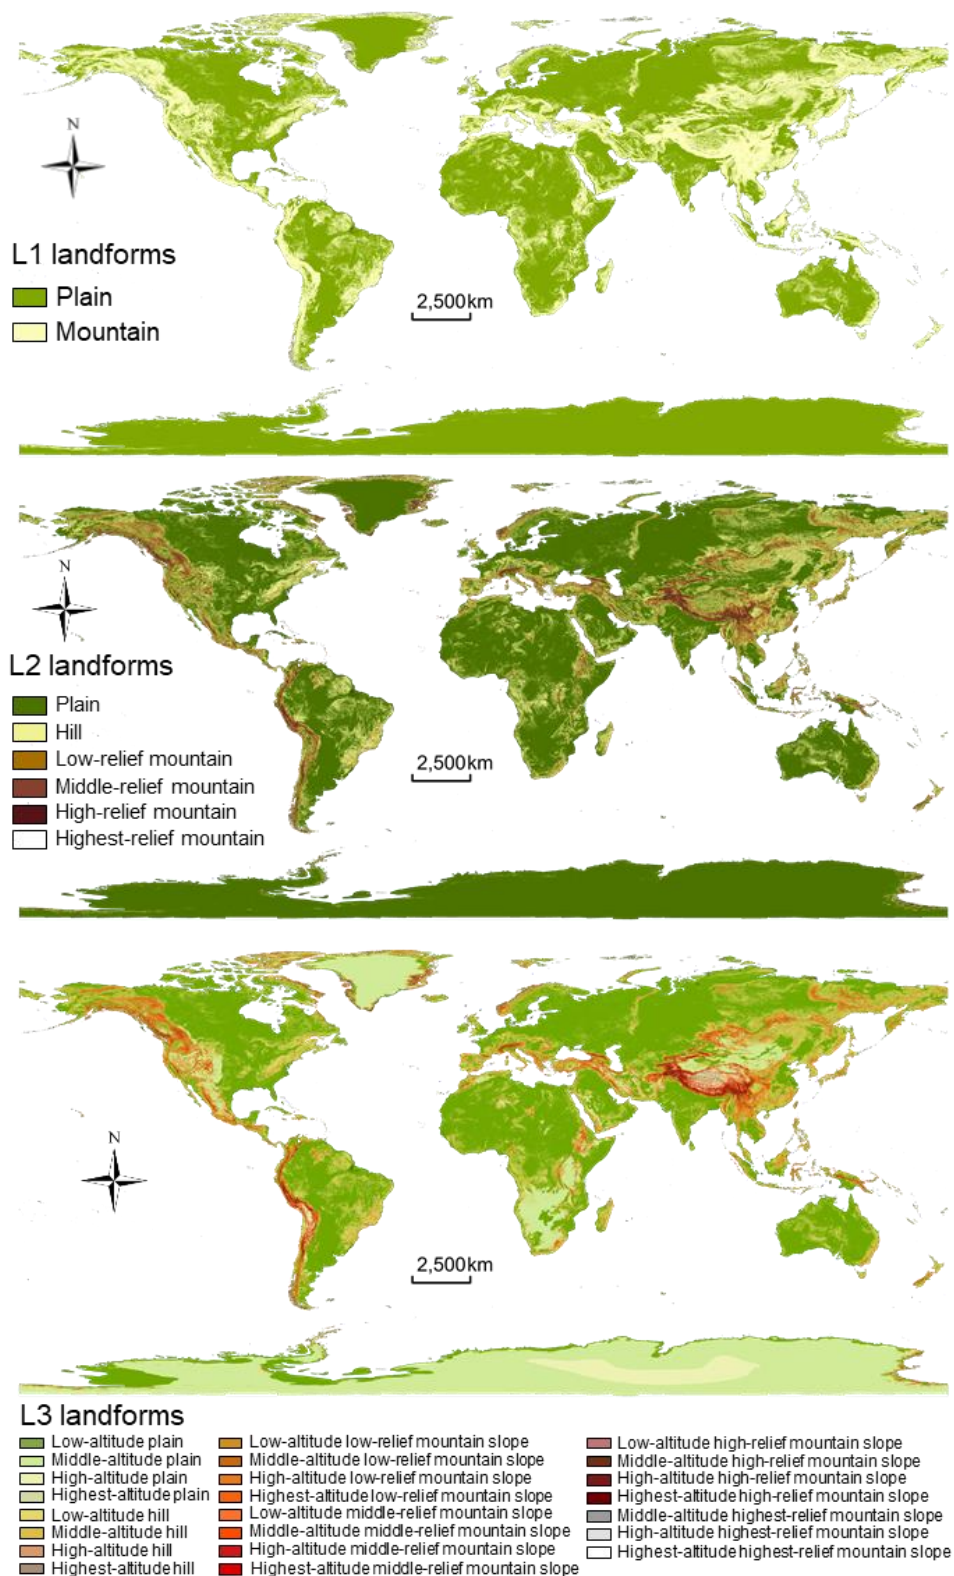 N
L1 landforms
Plain
Mountain
2,500km
N
L2 landforms
Plain
Hill
Low-relief mountain
Middle-relief mountain
High-relief mountain
Highest-relief mountain
2,500km
N
2,500km
L3 landforms
Low-altitude plain
Middle-altitude plain
High-altitude plain
Highest-altitude plain
Low-altitude hill
Middle-altitude hill
High-altitude hill
Highest-altitude hill
Low-altitude low-relief mountain slope
Middle-altitude low-relief mountain slope
High-altitude low-relief mountain slope
Highest-altitude low-relief mountain slope
Low-altitude middle-relief mountain slope
Middle-altitude middle-relief mountain slope
High-altitude middle-relief mountain slope
Highest-altitude middle-relief mountain slope
Low-altitude high-relief mountain slope
Middle-altitude high-relief mountain slope
High-altitude high-relief mountain slope
Highest-altitude high-relief mountain slope
Middle-altitude highest-relief mountain slope
High-altitude highest-relief mountain slope
Highest-altitude highest-relief mountain slope